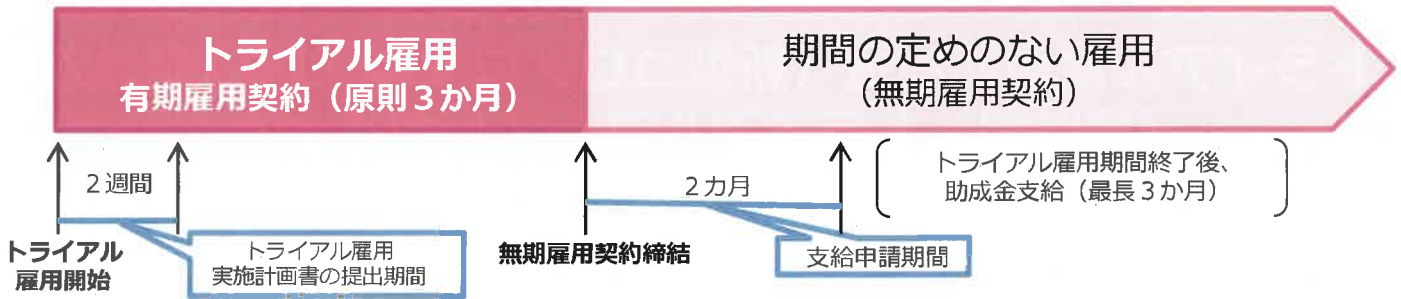 トライアル雇用
有期雇用契約（原則３か月）
期間の定めのない雇用
（無期雇用契約）
２週間
２カ月
トライアル雇用期間終了後、
助成金支給（最長３か月）
トライアル
雇用開始
トライアル雇用
実施計画書の提出期間
無期雇用契約締結
支給申請期間